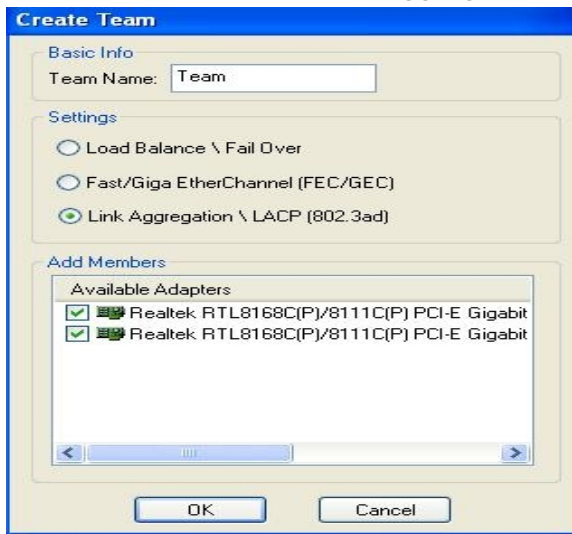 Create Team
Basic Info
Team Name: Team
Settings
Load Balance \ Fail Over
Fast/Giga EtherChannel (FEC/GEC)
Link Aggregation \ LACP (802.3ad)
Add Members
Available Adapters
Realtek RTL8168C(P)/8111C(P) PCI-E Gigabit
Realtek RTL8168C(P)/8111C(P) PCI-E Gigabit
OK Cancel